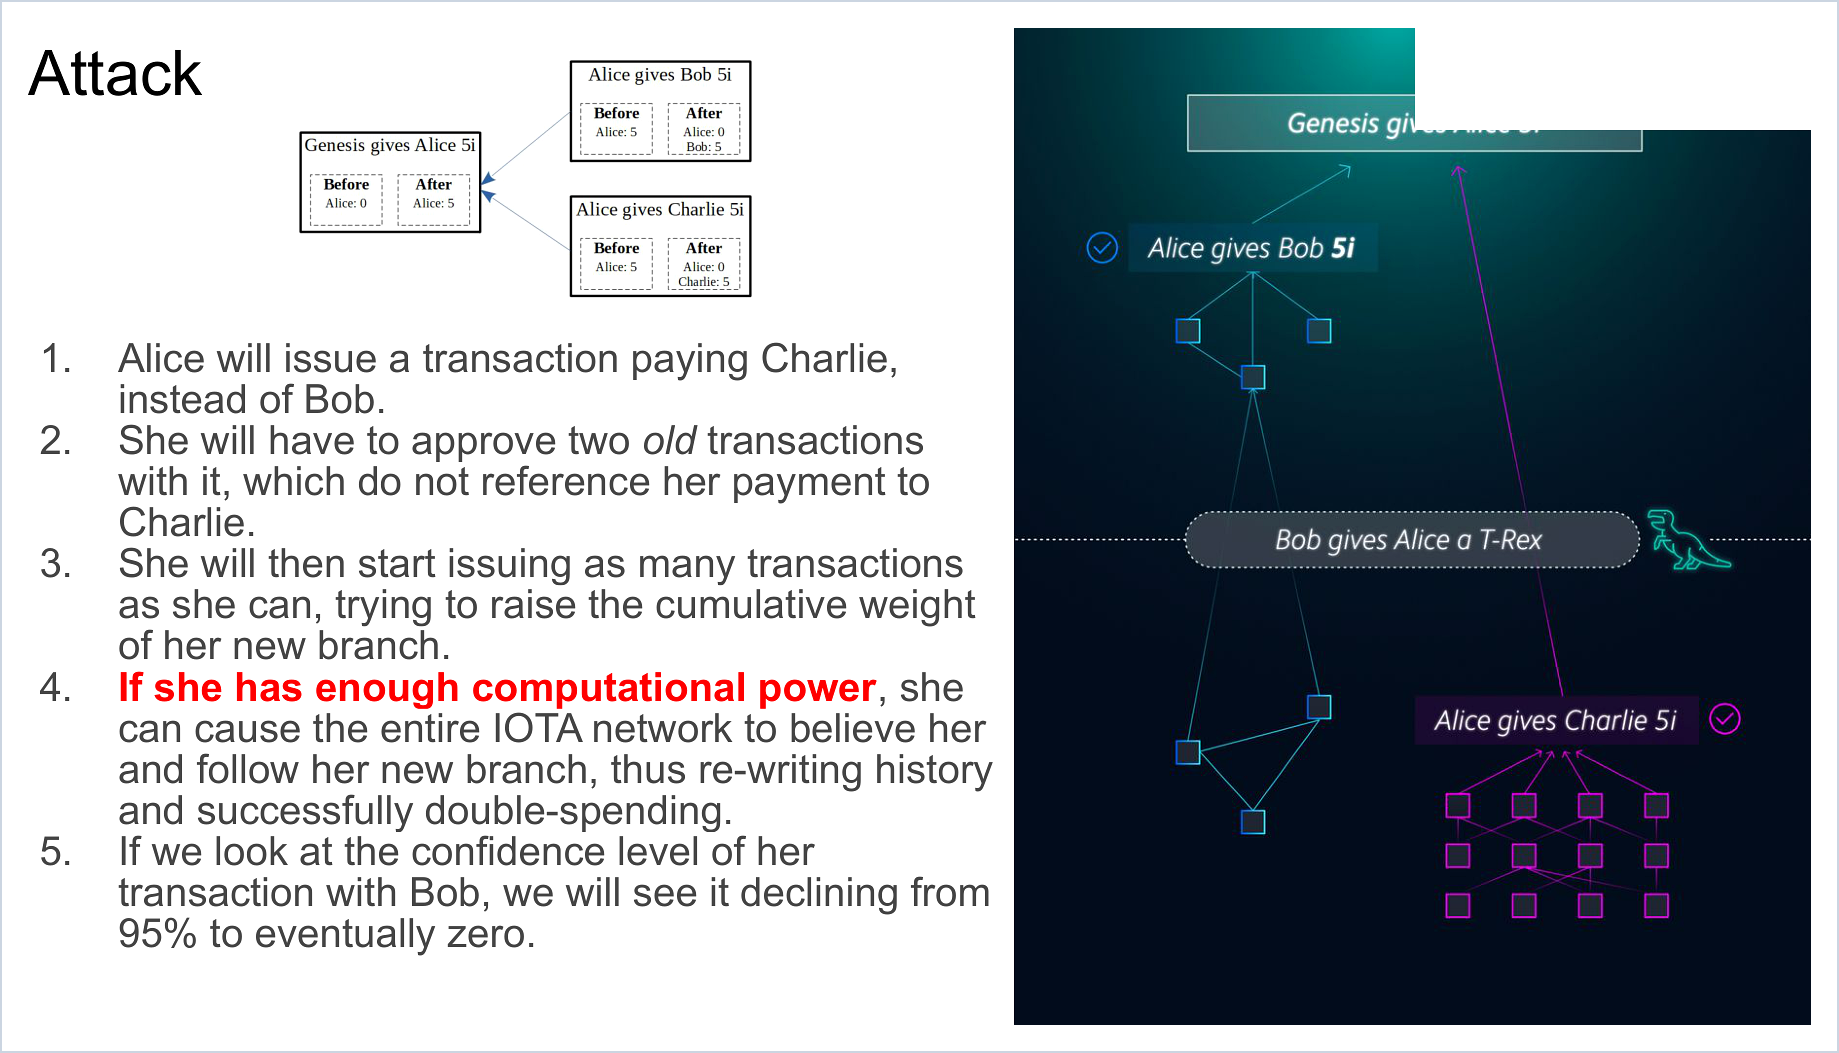 Attack
Genesis gives Alice 5i
Before
Alice: 0
After
Alice: 5
Alice gives Bob 5i
Before
Alice: 5
After
Alice: 0
Bob: 5
Alice gives Charlie 5i
Before
Alice: 5
After
Alice: 0
Charlie: 5
1. Alice will issue a transaction paying Charlie,
instead of Bob.
2. She will have to approve two old transactions
with it, which do not reference her payment to
Charlie.
3. She will then start issuing as many transactions
as she can, trying to raise the cumulative weight
of her new branch.
4. If she has enough computational power, she
can cause the entire IOTA network to believe her
and follow her new branch, thus re-writing history
and successfully double-spending.
5. If we look at the confidence level of her
transaction with Bob, we will see it declining from
95% to eventually zero.
Genesis
Alice gives Bob 5i
Bob gives Alice a T-Rex
Alice gives Charlie 5i